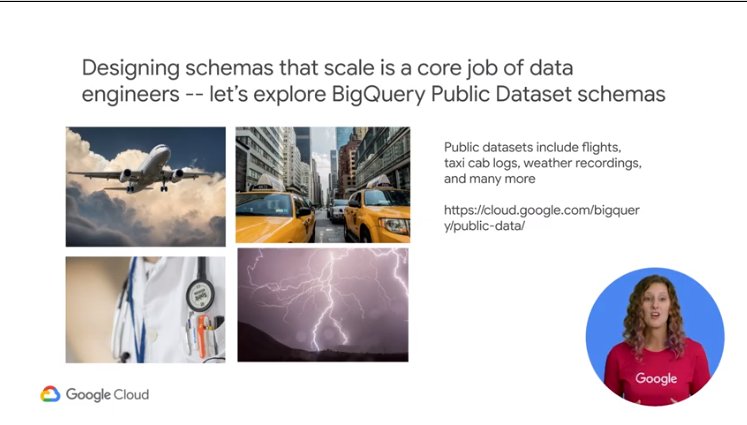 Designing schemas that scale is a core job of data
engineers -- let's explore BigQuery Public Dataset schemas
Public datasets include flights,
taxi cab logs, weather recordings,
and many more
https://cloud.google.com/bigquer
y/public-data/
Google
Google Cloud